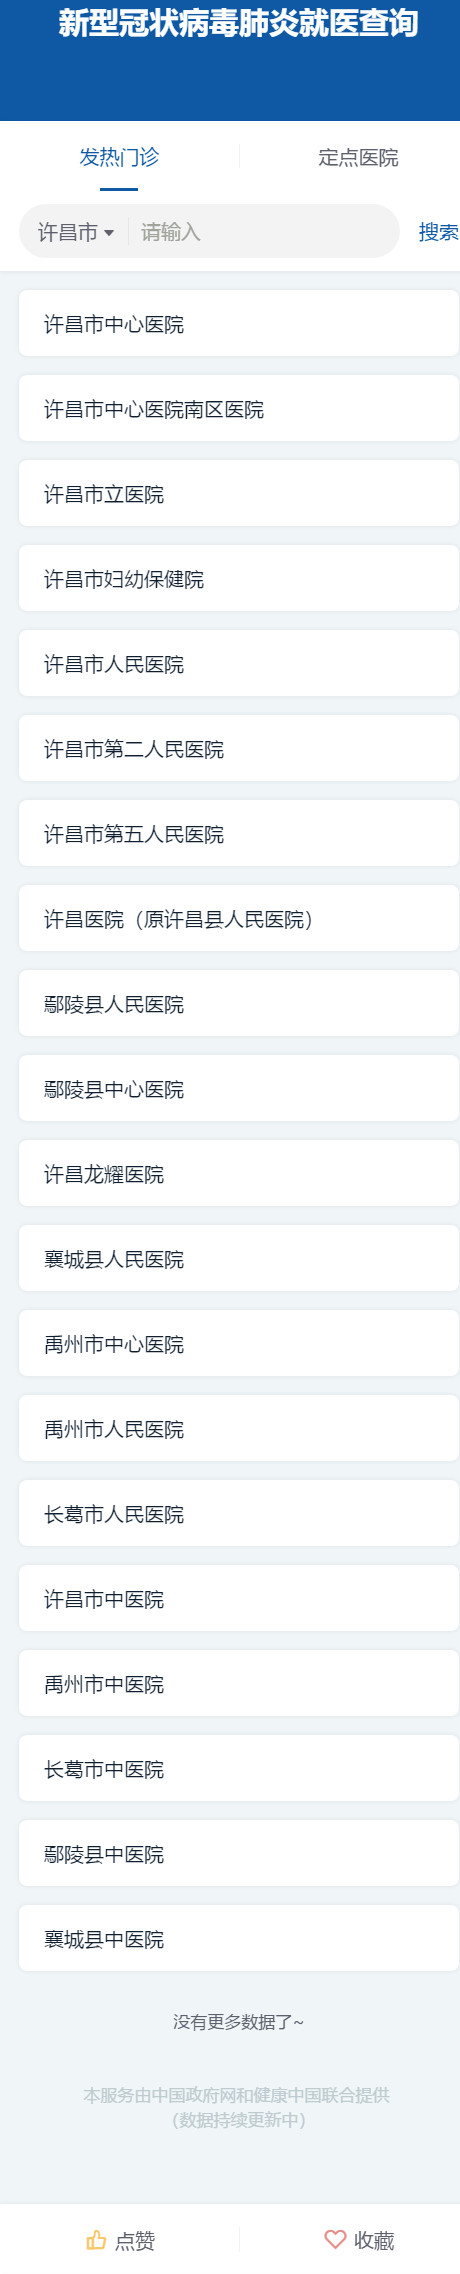 新型冠状病毒肺炎就医查询
发热门诊 定点医院
许昌市 请输入 搜索
许昌市中心医院
许昌市中心医院南区医院
许昌市立医院
许昌市妇幼保健院
许昌市人民医院
许昌市第二人民医院
许昌市第五人民医院
许昌医院（原许昌县人民医院）
鄢陵县人民医院
鄢陵县中心医院
许昌龙耀医院
襄城县人民医院
禹州市中心医院
禹州市人民医院
长葛市人民医院
许昌市中医院
禹州市中医院
长葛市中医院
鄢陵县中医院
襄城县中医院
没有更多数据了~
本服务由中国政府网和健康中国联合提供
（数据持续更新中）
点赞 收藏